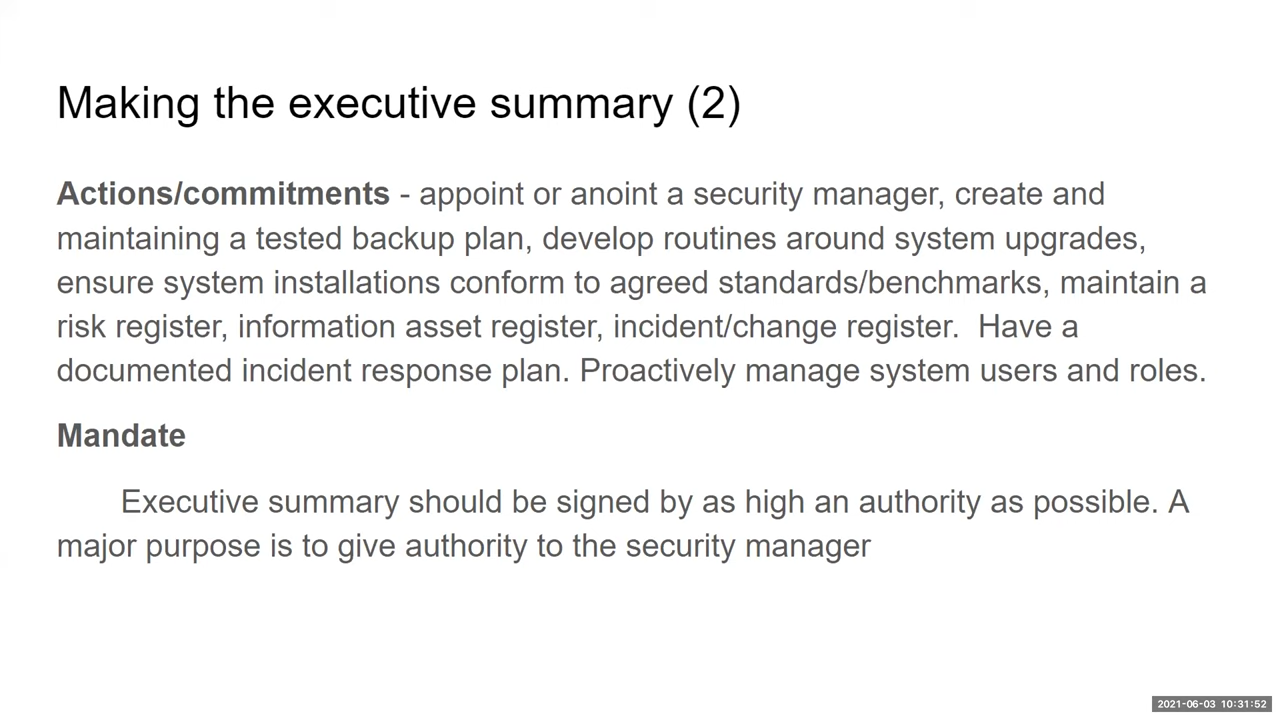 Making the executive summary (2)
Actions/commitments - appoint or anoint a security manager, create and
maintaining a tested backup plan, develop routines around system upgrades,
ensure system installations conform to agreed standards/benchmarks, maintain a
risk register, information asset register, incident/change register.  Have a
documented incident response plan. Proactively manage system users and roles.
Mandate
Executive summary should be signed by as high an authority as possible. A
major purpose is to give authority to the security manager
2021-06-03 10:31:52